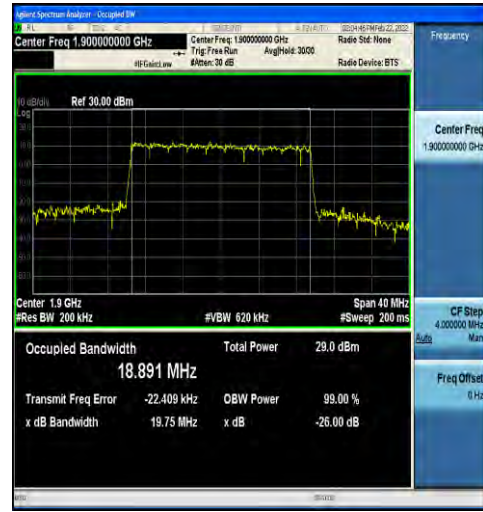 Agilent Spectrum Analyzer - Occupied BW
Center Freq 1.900000000 GHz
#IFGain:Low
Center Freq: 1.900000000 GHz
Trig: Free Run Avg|Hold: 30/30
#Atten: 30 dB
Radio Std: None
Radio Device: BTS
10 dB/div Ref 30.00 dBm
Log
Center 1.9 GHz Span 40 MHz
#Res BW 200 kHz #VBW 620 kHz #Sweep 200 ms
Occupied Bandwidth Total Power 29.0 dBm
18.891 MHz
Transmit Freq Error -22.409 kHz OBW Power 99.00 %
x dB Bandwidth 19.75 MHz x dB -26.00 dB
Frequency
Center Freq
1.900000000 GHz
CF Step
4.000000 MHz
Auto Man
Freq Offset
0 Hz